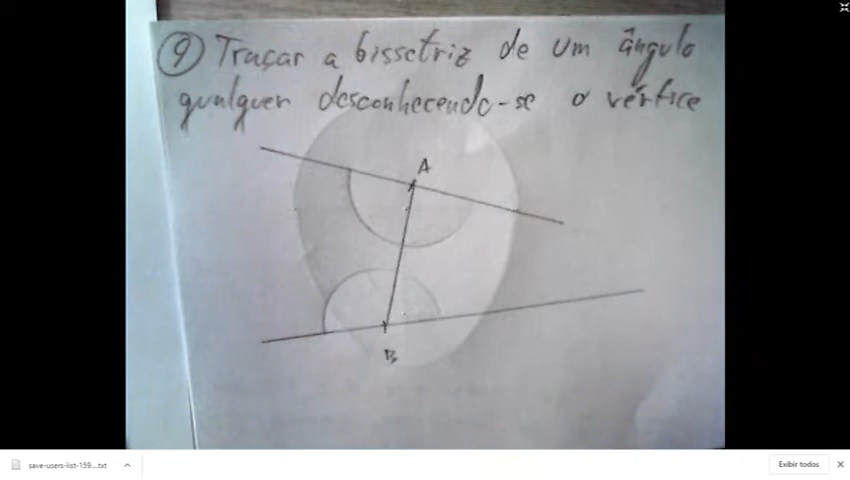 9 Traçar a bissetriz de um ângulo
qualquer desconhecendo-se o vértice
A
B
save-users-list-159....txt
Exibir todos